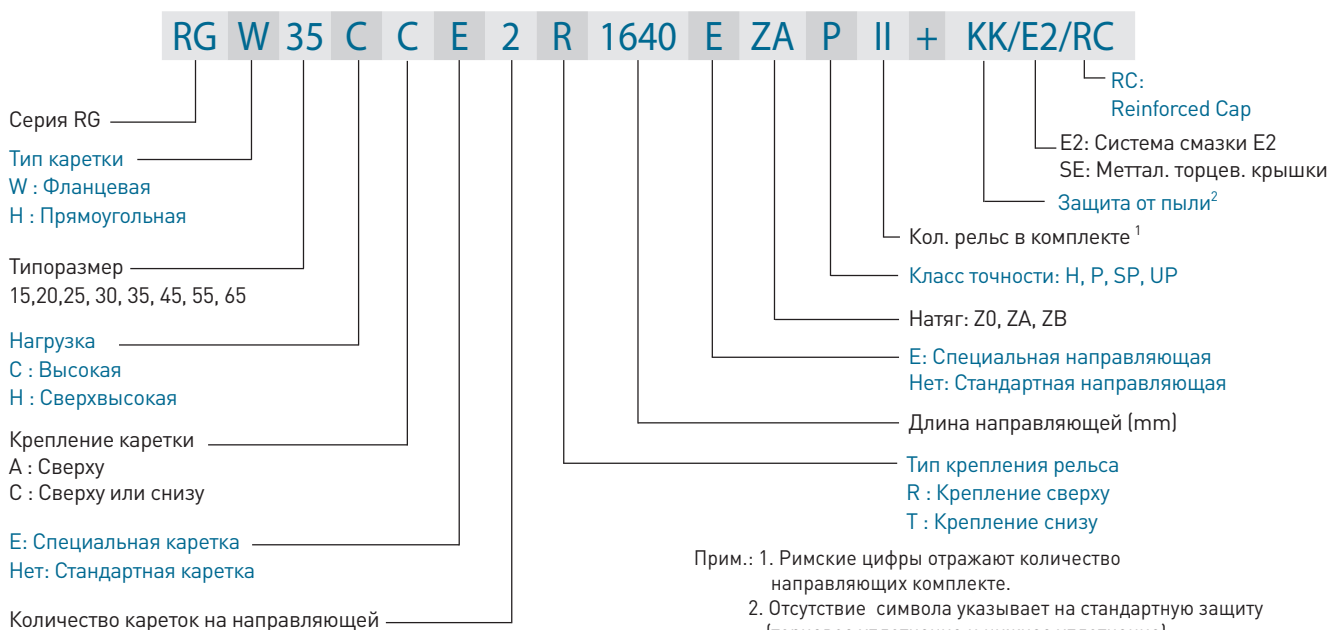 RG W 35 C C E 2 R 1640 E ZA P II + KK/E2/RC
Серия RG
Тип каретки
W : Фланцевая
H : Прямоугольная
Типоразмер
15,20,25, 30, 35, 45, 55, 65
Нагрузка
C : Высокая
H : Сверхвысокая
Крепление каретки
A : Сверху
C : Сверху или снизу
E: Специальная каретка
Нет: Стандартная каретка
Количество кареток на направляющей
RC:
Reinforced Cap
E2: Система смазки E2
SE: Меттал. торцев. крышки
Защита от пыли2
Кол. рельс в комплекте 1
Класс точности: H, P, SP, UP
Натяг: Z0, ZA, ZB
E: Специальная направляющая
Нет: Стандартная направляющая
Длина направляющей (mm)
Тип крепления рельса
R : Крепление сверху
T : Крепление снизу
Прим.: 1. Римские цифры отражают количество
направляющих комплекте.
2. Отсутствие символа указывает на стандартную защиту